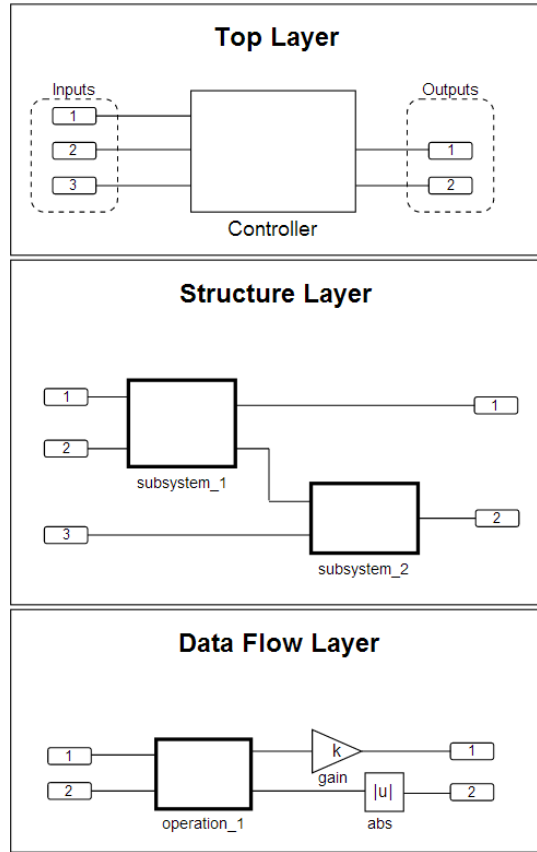 Top Layer
Inputs
Outputs
1
2
1
3
2
Controller
Structure Layer
1
1
2
subsystem_1
2
3
subsystem_2
Data Flow Layer
1
k
1
gain
2
|u|
2
operation_1
abs